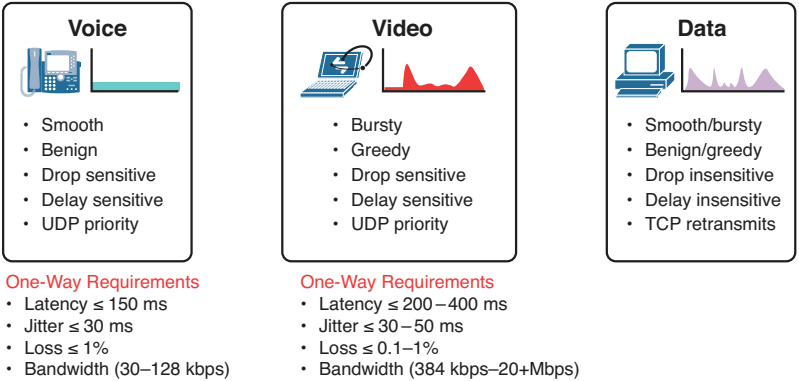 Voice
• Smooth
• Benign
• Drop sensitive
• Delay sensitive
• UDP priority
One-Way Requirements
• Latency ≤ 150 ms
• Jitter ≤ 30 ms
• Loss ≤ 1%
• Bandwidth (30–128 kbps)
Video
• Bursty
• Greedy
• Drop sensitive
• Delay sensitive
• UDP priority
One-Way Requirements
• Latency ≤ 200–400 ms
• Jitter ≤ 30–50 ms
• Loss ≤ 0.1–1%
• Bandwidth (384 kbps–20+Mbps)
Data
• Smooth/bursty
• Benign/greedy
• Drop insensitive
• Delay insensitive
• TCP retransmits